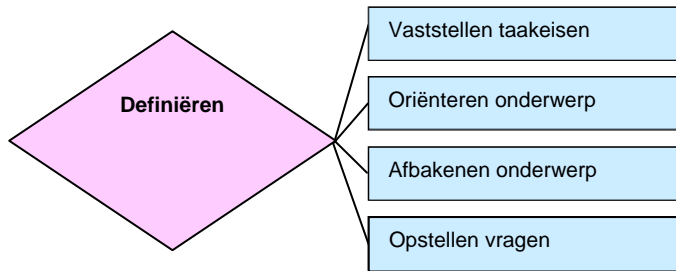 Definiëren
Vaststellen taakeisen
Oriënteren onderwerp
Afbakenen onderwerp
Opstellen vragen